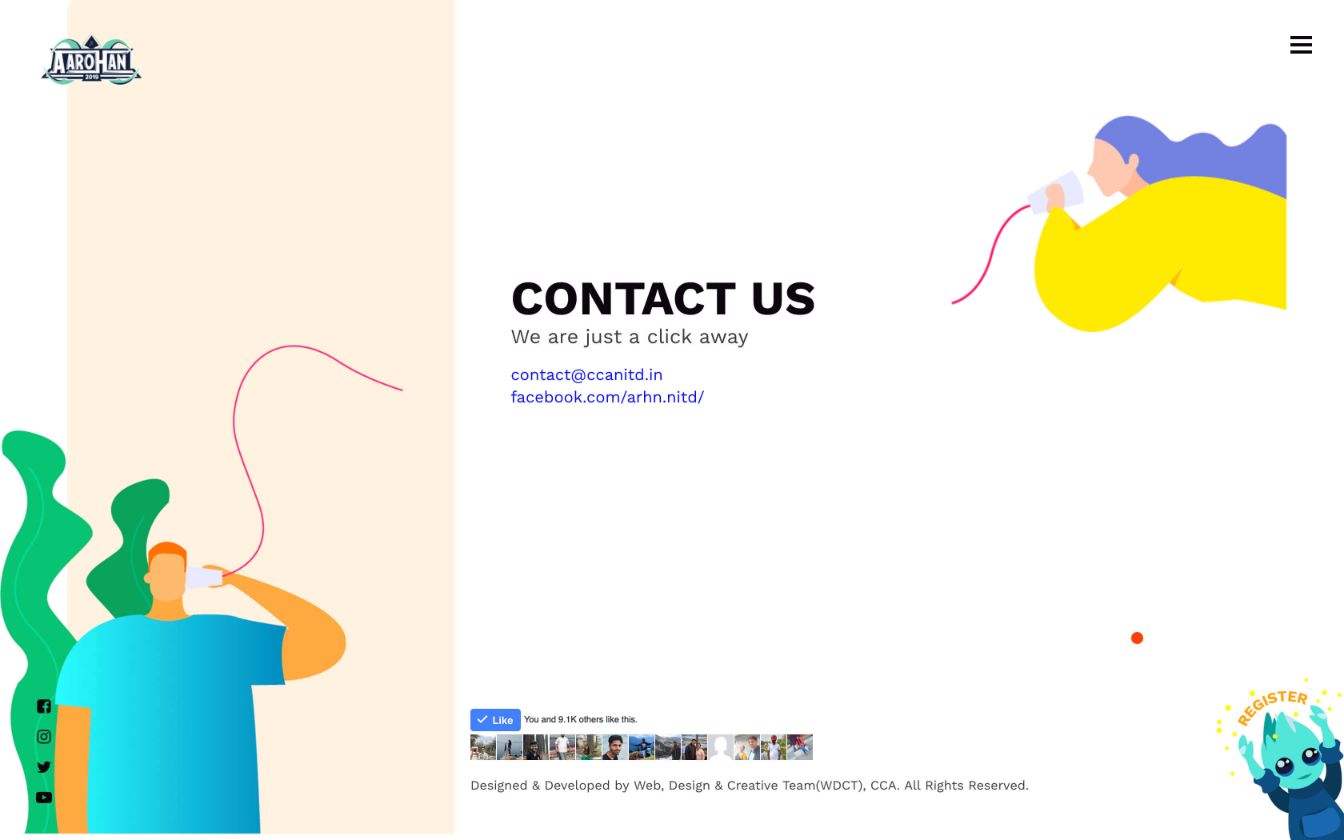 AAROHAN
2019
CONTACT US
We are just a click away
contact@ccanitd.in
facebook.com/arhn.nitd/
REGISTER
Like You and 9.1K others like this.
Designed & Developed by Web, Design & Creative Team(WDCT), CCA. All Rights Reserved.